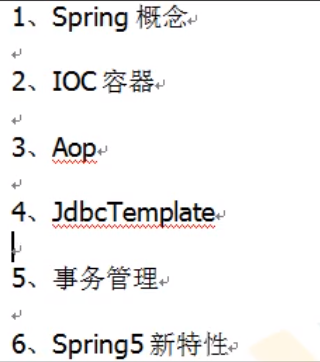 1、Spring 概念
2、IOC 容器
3、Aop
4、JdbcTemplate
5、事务管理
6、Spring5 新特性